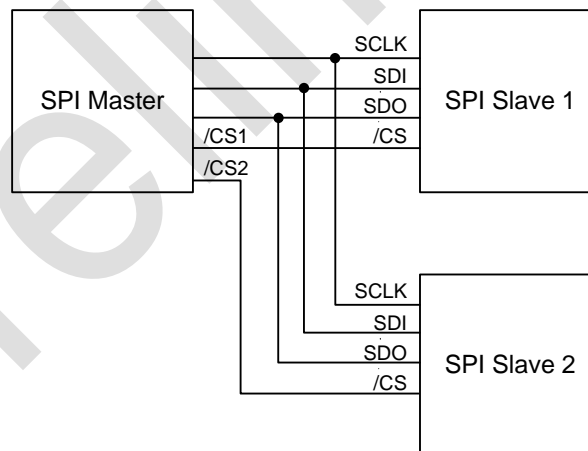 SCLK
SDI
SPI Master
SDO
SPI Slave 1
/CS1
/CS
/CS2
SCLK
SDI
SDO
SPI Slave 2
/CS